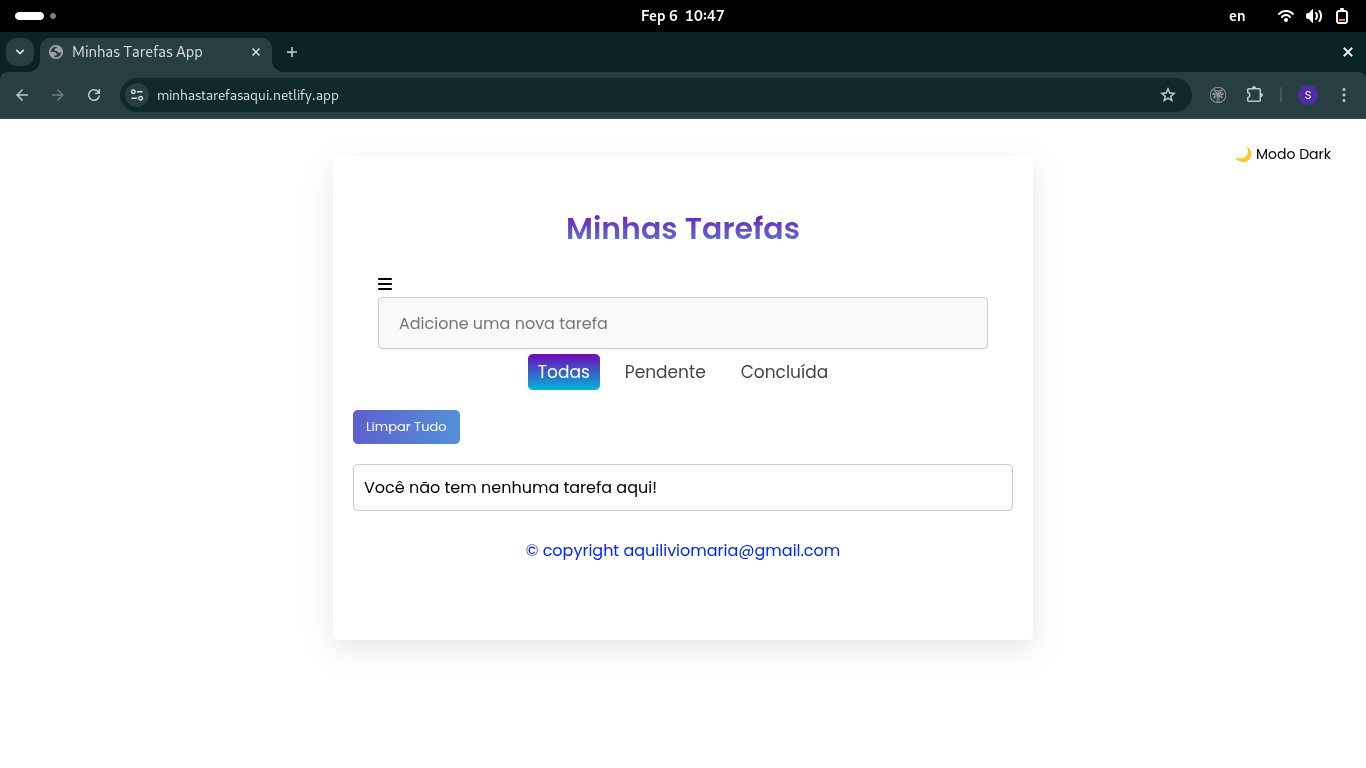 Fep 6 10:47
en
Minhas Tarefas App
minhastarefasaqui.netlify.app
S
🌙 Modo Dark
Minhas Tarefas
Adicione uma nova tarefa
Todas Pendente Concluída
Limpar Tudo
Você não tem nenhuma tarefa aqui!
© copyright aquiliviomaria@gmail.com